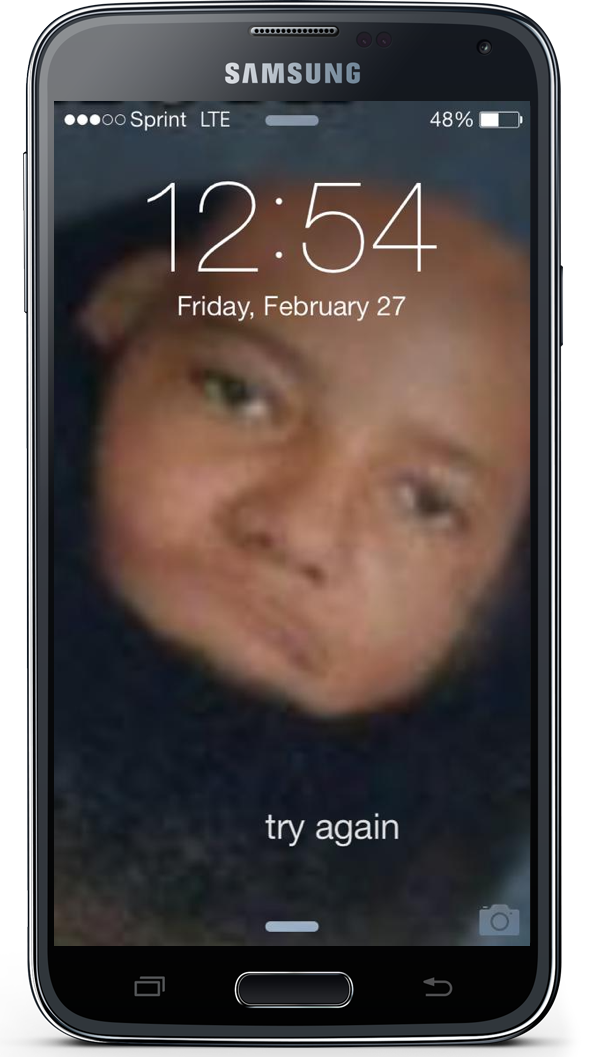 SAMSUNG
●●●○○ Sprint LTE 48%
12:54
Friday, February 27
try again